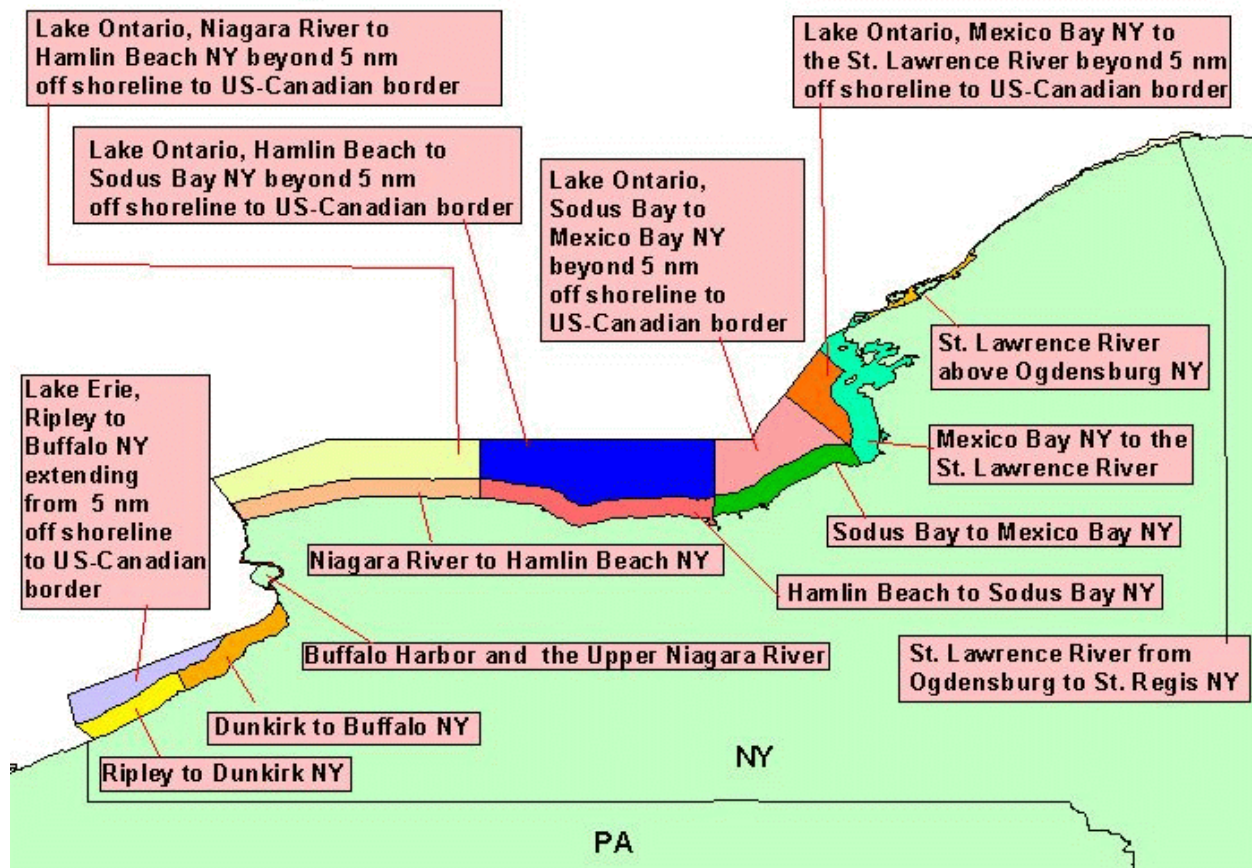 Lake Ontario, Niagara River to
Hamlin Beach NY beyond 5 nm
off shoreline to US-Canadian border
Lake Ontario, Mexico Bay NY to
the St. Lawrence River beyond 5 nm
off shoreline to US-Canadian border
Lake Ontario, Hamlin Beach to
Sodus Bay NY beyond 5 nm
off shoreline to US-Canadian border
Lake Ontario,
Sodus Bay to
Mexico Bay NY
beyond 5 nm
off shoreline to
US-Canadian border
St. Lawrence River
above Ogdensburg NY
Lake Erie,
Ripley to
Buffalo NY
extending
from 5 nm
off shoreline
to US-Canadian
border
Mexico Bay NY to the
St. Lawrence River
Sodus Bay to Mexico Bay NY
Niagara River to Hamlin Beach NY
Hamlin Beach to Sodus Bay NY
Buffalo Harbor and the Upper Niagara River
St. Lawrence River from
Ogdensburg to St. Regis NY
Dunkirk to Buffalo NY
Ripley to Dunkirk NY
NY
PA